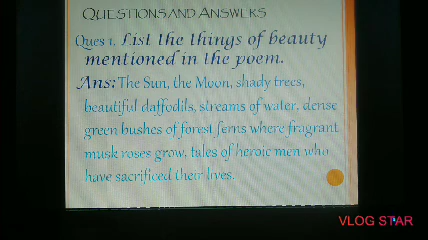 QUESTIONS AND ANSWERS
Ques 1. List the things of beauty
mentioned in the poem.
Ans: The Sun, the Moon, shady trees,
beautiful daffodils, streams of water, dense
green bushes of forest ferns where fragrant
musk roses grow, tales of heroic men who
have sacrificed their lives.
VLOG STAR